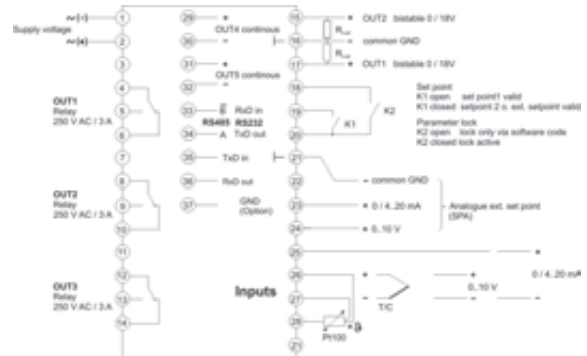 ~(-) 1
Supply voltage
~(+) 2
3
4
OUT1
Relay 5
250 V AC / 3 A
6
7
8
OUT2
Relay 9
250 V AC / 3 A
10
11
12
OUT3
Relay 13
250 V AC / 3 A
14
29 +
OUT4 continous
30 −
31 +
OUT5 continous
32 −
33 B RxD in
RS485 RS232
34 A TxD out
35 TxD in
36 RxD out
37 GND
(Option)
Inputs
15 + OUT2 bistable 0 / 18V
16 − common GND
17 + OUT1 bistable 0 / 18V
18
19 K1 K2
20
Set point
K1 open set point1 valid
K1 closed setpoint 2 o. ext. setpoint valid
Parameter lock
K2 open lock only via software code
K2 closed lock active
21
22 − common GND
23 + 0 / 4..20 mA
Analogue ext. set point
(SPA)
24 + 0..10 V
25 +
26 + +
0 / 4...20 mA
0..10 V
27 − − −
T/C
28
Pt100
21